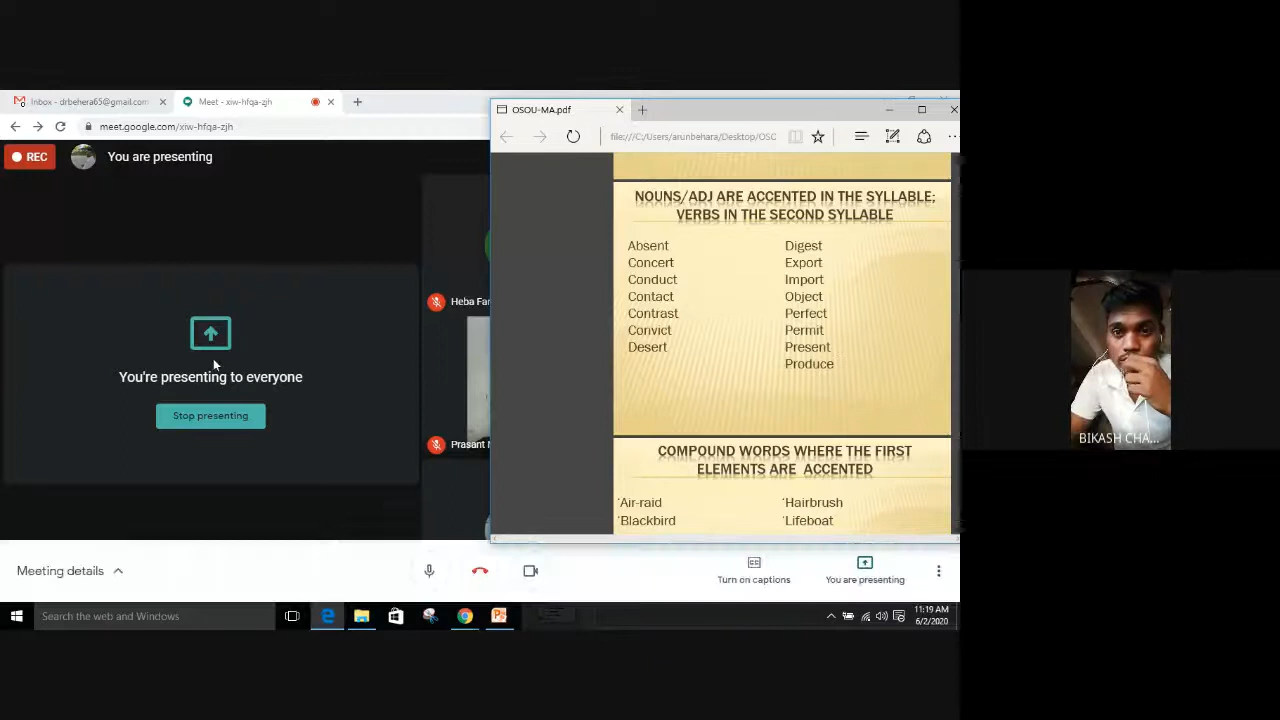 Inbox - drbehera65@gmail.com
Meet - xiw-hfqa-zjh
meet.google.com/xiw-hfqa-zjh
REC
You are presenting
You're presenting to everyone
Stop presenting
Heba Far
Prasant
OSOU-MA.pdf
file:///C:/Users/arunbehara/Desktop/OSC
NOUNS/ADJ ARE ACCENTED IN THE SYLLABLE;
VERBS IN THE SECOND SYLLABLE
Absent
Concert
Conduct
Contact
Contrast
Convict
Desert
Digest
Export
Import
Object
Perfect
Permit
Present
Produce
COMPOUND WORDS WHERE THE FIRST
ELEMENTS ARE ACCENTED
'Air-raid
'Blackbird
'Hairbrush
'Lifeboat
BIKASH CHA...
Meeting details
Turn on captions
You are presenting
Search the web and Windows
11:19 AM
6/2/2020